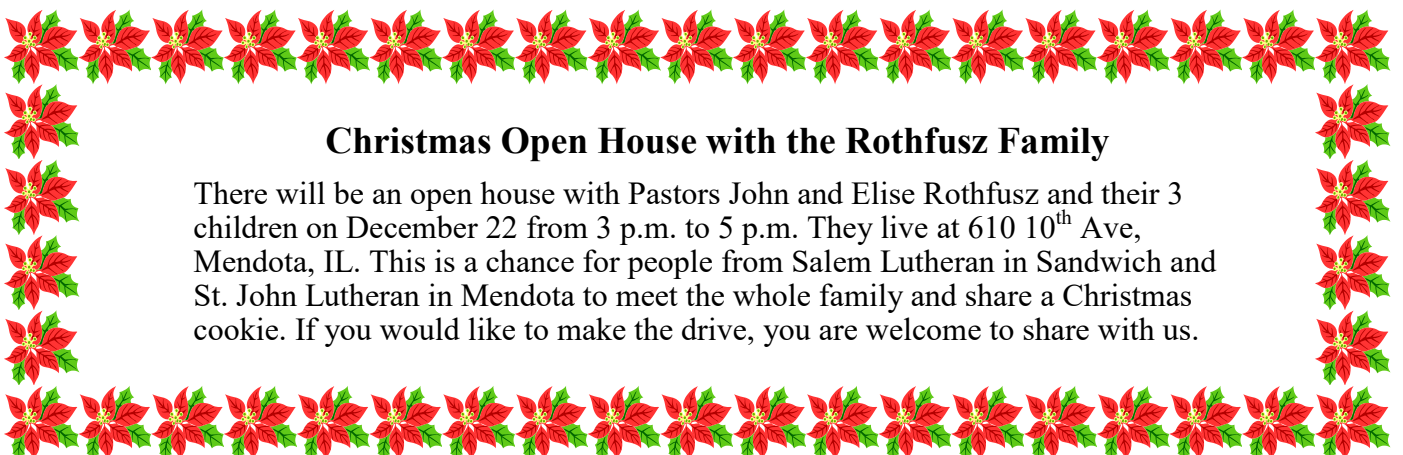 Christmas Open House with the Rothfusz Family
There will be an open house with Pastors John and Elise Rothfusz and their 3
children on December 22 from 3 p.m. to 5 p.m. They live at 610 10th Ave,
Mendota, IL. This is a chance for people from Salem Lutheran in Sandwich and
St. John Lutheran in Mendota to meet the whole family and share a Christmas
cookie. If you would like to make the drive, you are welcome to share with us.